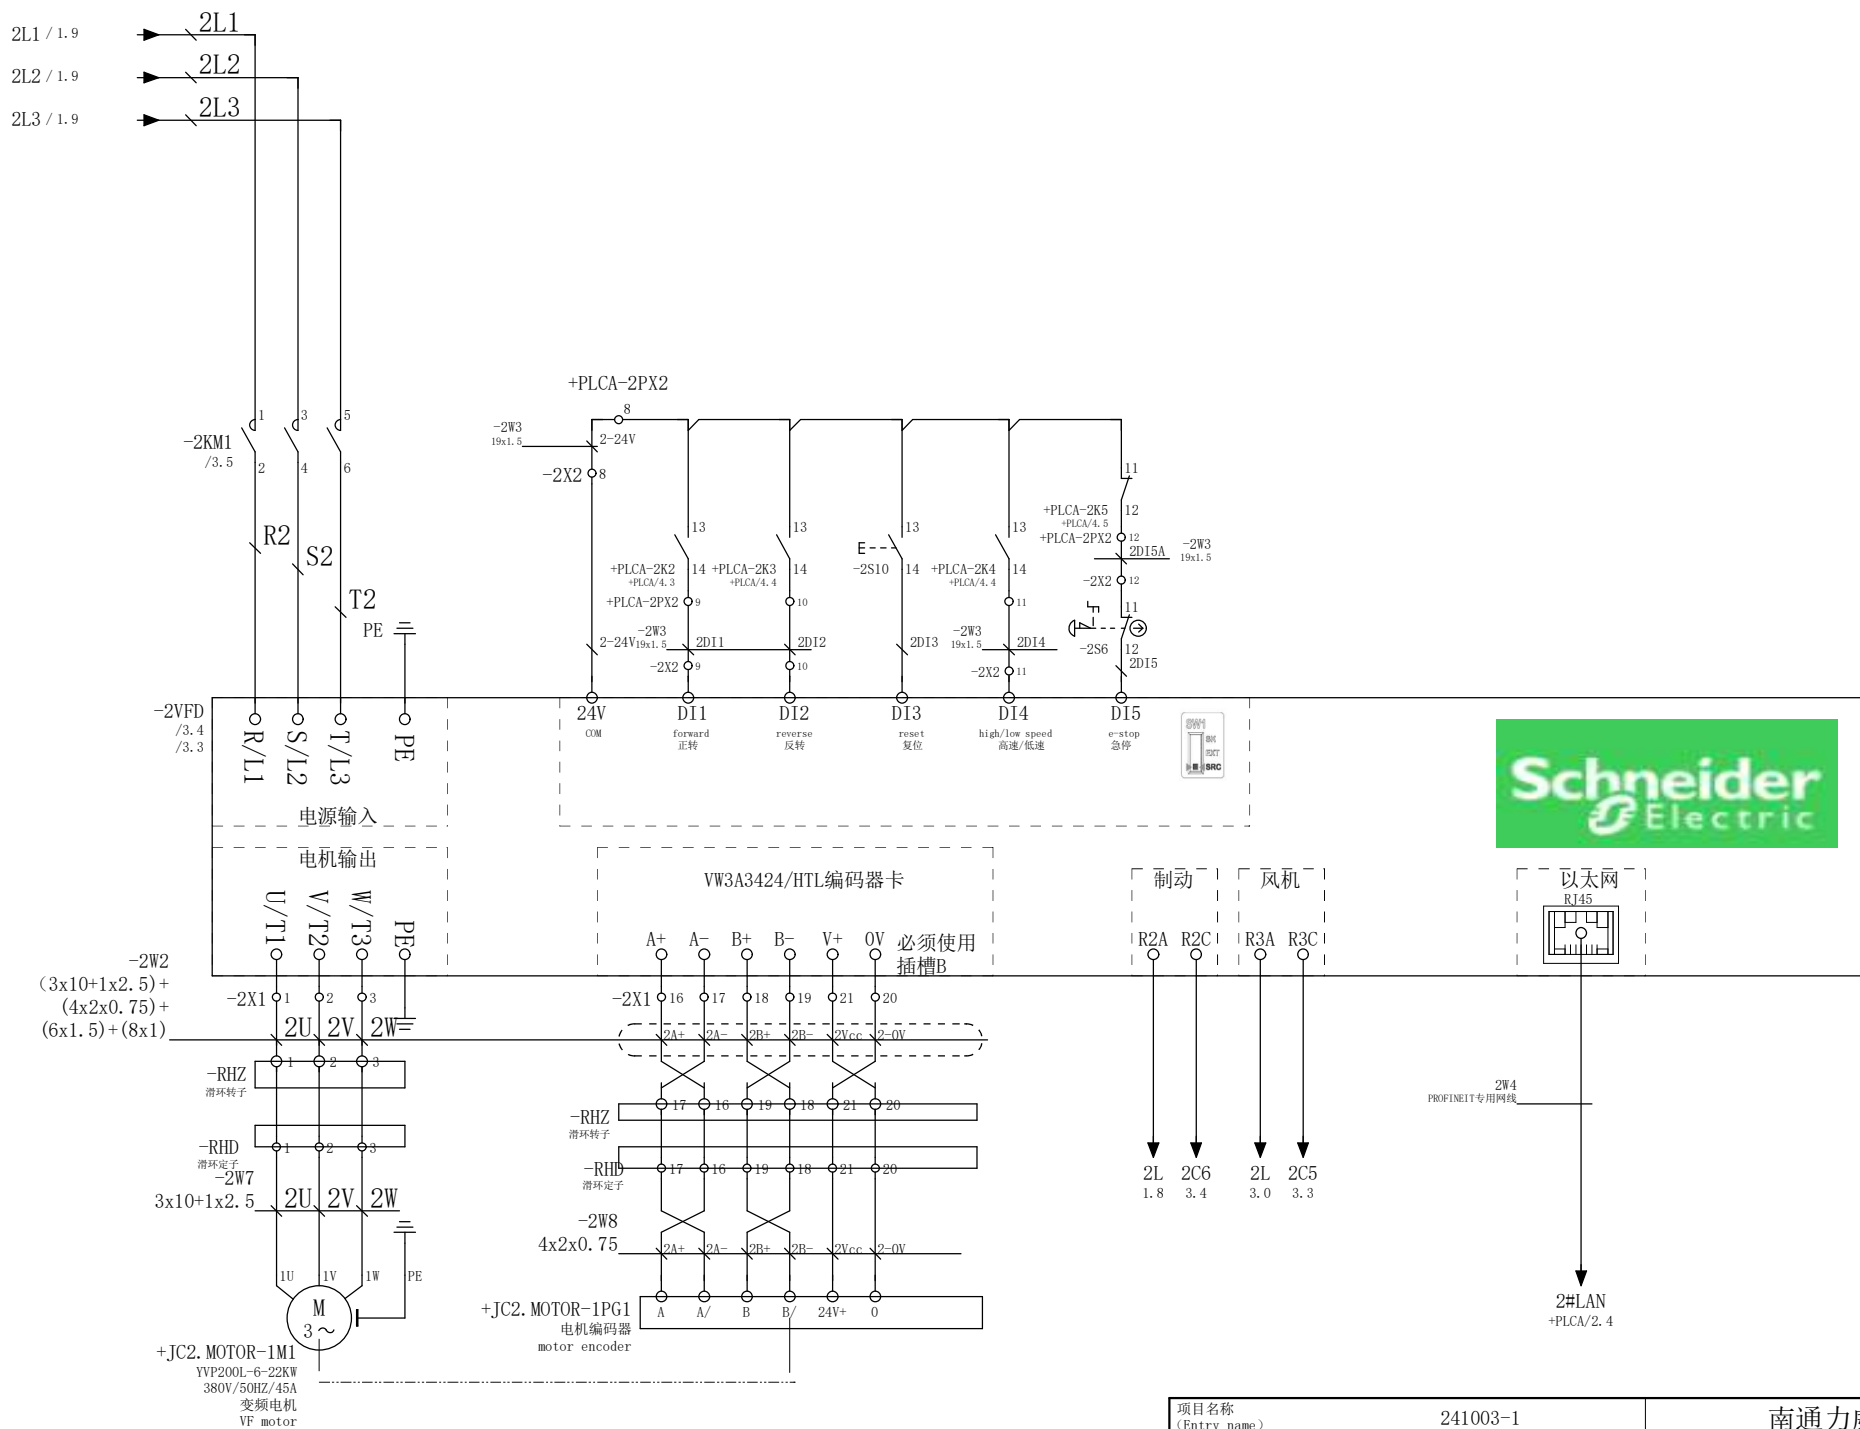 2L1 / 1.9
2L1
2L2 / 1.9
2L2
2L3 / 1.9
2L3
+PLCA-2PX2
8
-2W3
19x1.5
2-24V
-2X2
8
-2KM1
/3.5
1
3
5
2
4
6
R2
S2
T2
PE
13
13
13
13
11
+PLCA-2K5
+PLCA/4.5
12
+PLCA-2PX2
12
2DI5A
-2W3
19x1.5
+PLCA-2K2
+PLCA/4.3
14
+PLCA-2K3
+PLCA/4.4
14
E
-2S10
14
+PLCA-2K4
+PLCA/4.4
14
-2X2
12
+PLCA-2PX2
9
10
11
11
2-24V
-2W3
19x1.5
2DI1
2DI2
2DI3
-2W3
19x1.5
2DI4
-2S6
12
2DI5
-2X2
9
10
-2X2
11
-2VFD
/3.4
/3.3
R/L1
S/L2
T/L3
PE
24V
DI1
DI2
DI3
DI4
DI5
COM
forward
reverse
reset
high/low speed
e-stop
正转
反转
复位
高速/低速
急停
SW1
SK
EXT
SRC
Schneider
Electric
电源输入
电机输出
U/T1
V/T2
W/T3
PE
VW3A3424/HTL编码器卡
A+
A-
B+
B-
V+
0V
必须使用
插槽B
制动
R2A
R2C
风机
R3A
R3C
以太网
RJ45
-2W2
(3x10+1x2.5)+
(4x2x0.75)+
(6x1.5)+(8x1)
-2X1
1
2
3
2U
2V
2W
-2X1
16
17
18
19
21
20
2A+
2A-
2B+
2B-
2Vcc
2-0V
-RHZ
滑环转子
1
2
3
-RHZ
滑环转子
17
16
19
18
21
20
-RHD
滑环定子
1
2
3
-RHD
滑环定子
17
16
19
18
21
20
-2W7
3x10+1x2.5
2U
2V
2W
-2W8
4x2x0.75
2A+
2A-
2B+
2B-
2Vcc
2-0V
2L
1.8
2C6
3.4
2L
3.0
2C5
3.3
2W4
PROFINEIT专用网线
1U
1V
1W
PE
M
3~
+JC2.MOTOR-1PG1
电机编码器
motor encoder
A
A/
B
B/
24V+
0
2#LAN
+PLCA/2.4
+JC2.MOTOR-1M1
YVP200L-6-22KW
380V/50HZ/45A
变频电机
VF motor
项目名称
(Entry name)
241003-1
南通力